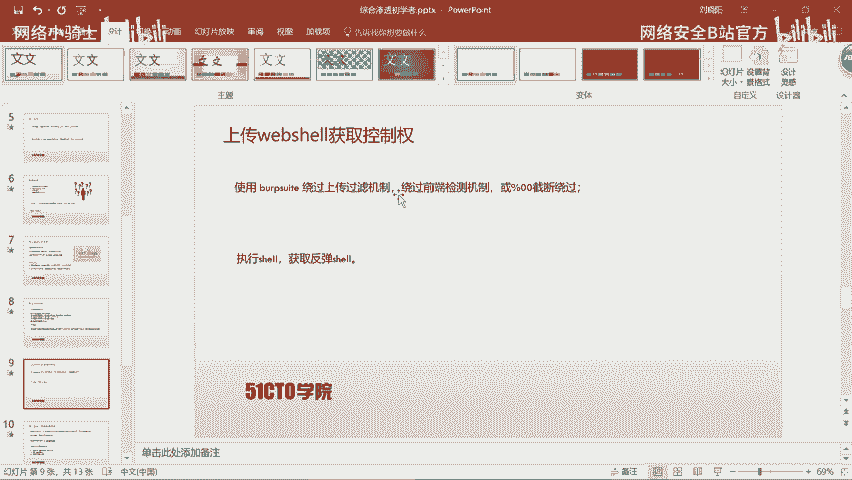 综合渗透初学者.pptx - PowerPoint
刘晓阳
网络小骑士
bilibili
网络安全B站官方
bilibili
设计
动画
幻灯片放映
审阅
视图
加载项
告诉我你想要做什么
文文
文文
文文
文文
文文
文文
文文
幻灯片大小
设置背景格式
设计灵感
主题
变体
自定义
设计器
5
6
7
8
9
10
上传webshell获取控制权
使用 burpsuite 绕过上传过滤机制,绕过前端检测机制,或%00截断绕过;
执行shell,获取反弹shell。
51CTO学院
单击此处添加备注
幻灯片 第 9 张,共 13 张
中文(中国)
备注
69%